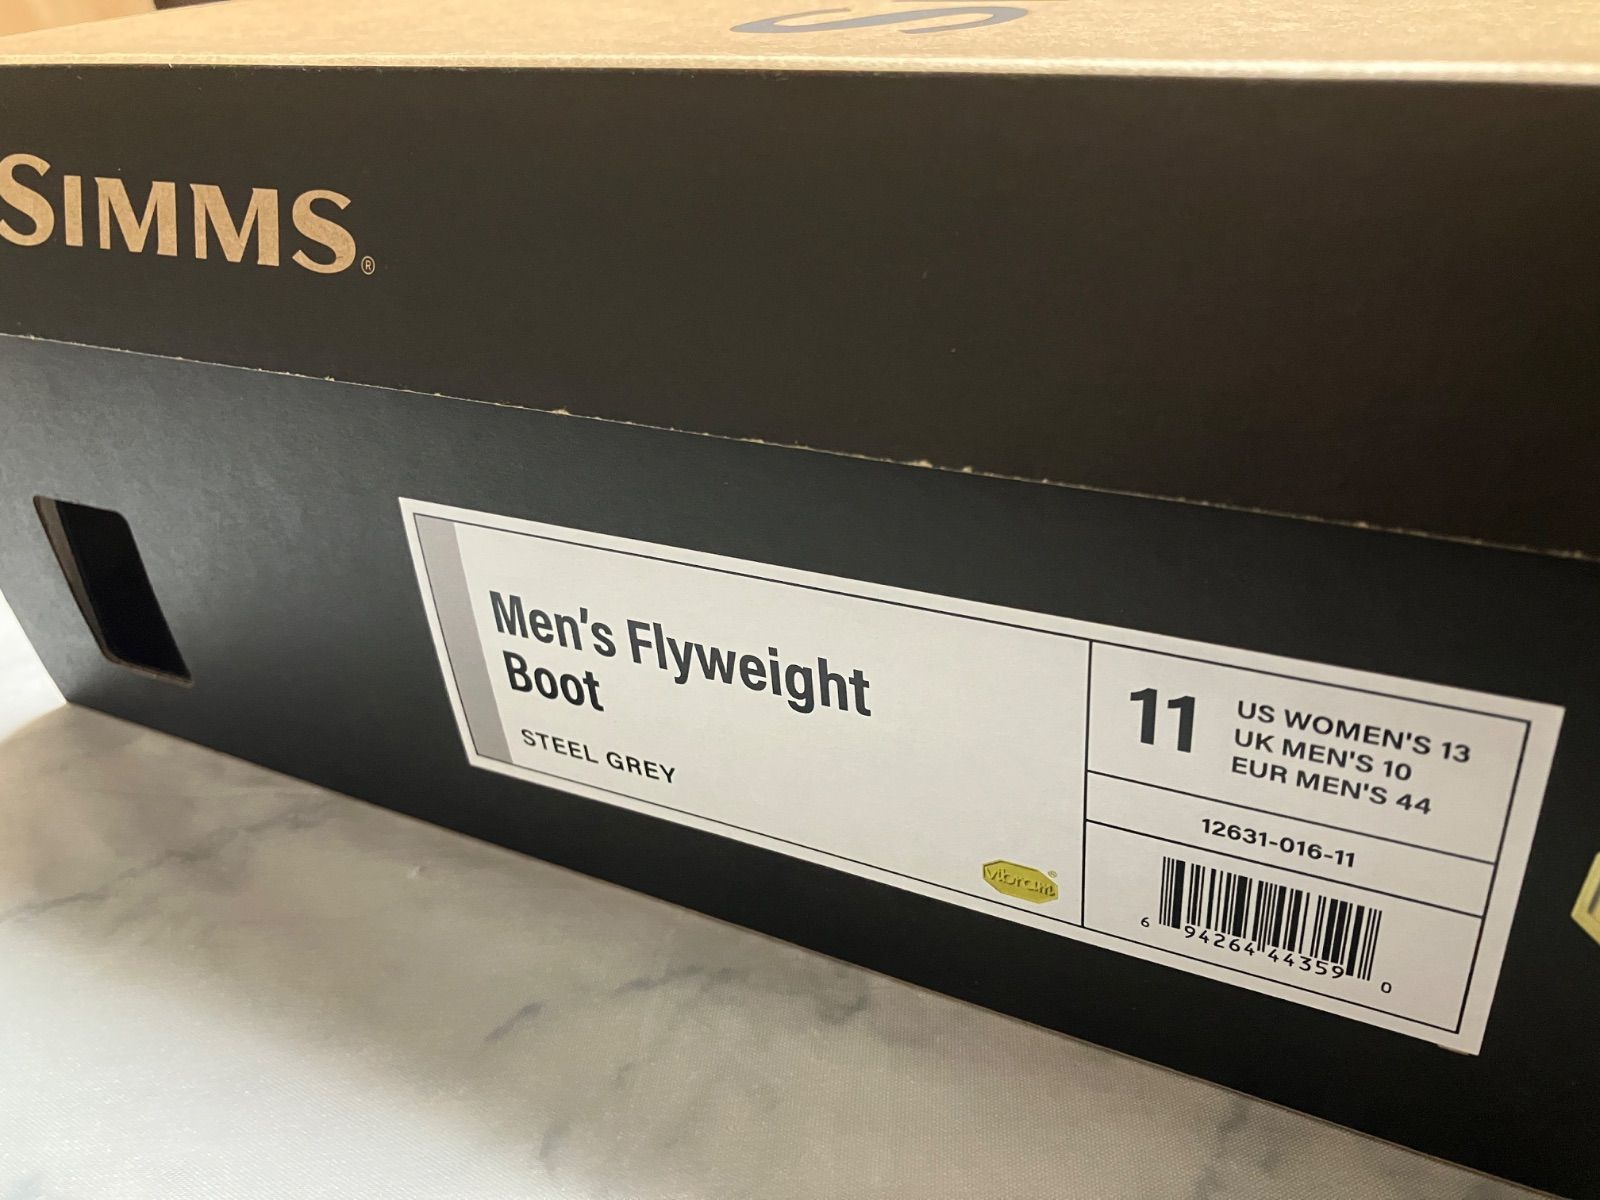 SIMMS®
Men's Flyweight
Boot
STEEL GREY
vibram®
11
US WOMEN'S 13
UK MEN'S 10
EUR MEN'S 44
12631-016-11
6 94264 44359 0